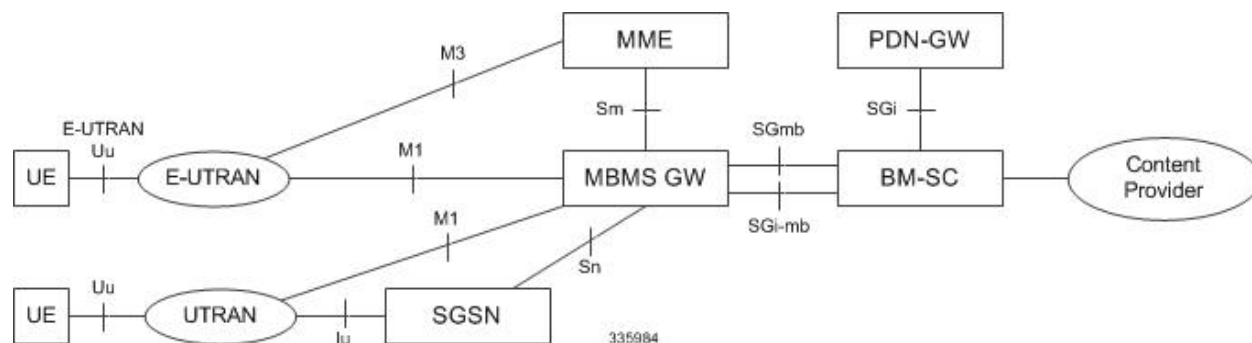 MME
PDN-GW
M3
Sm
SGi
E-UTRAN
Uu
SGmb
M1
UE
E-UTRAN
MBMS GW
BM-SC
Content
Provider
M1
SGi-mb
Sn
Uu
UE
UTRAN
SGSN
Iu
335984